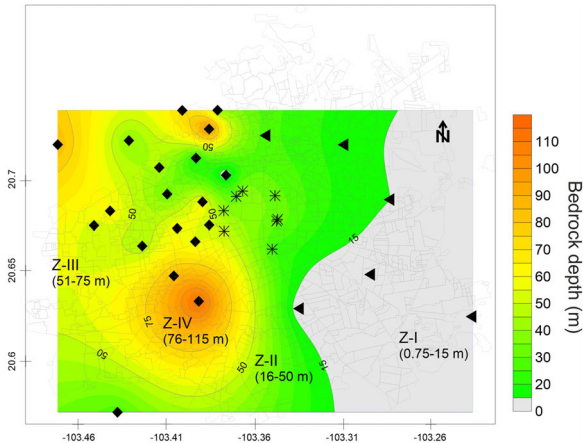 N
50
20.7
50
50
20.65
15
Z-III
(51-75 m)
Z-IV
(76-115 m)
75
Z-I
(0.75-15 m)
Z-II
(16-50 m)
50
50
15
20.6
-103.46
-103.41
-103.36
-103.31
-103.26
110
100
90
80
70
60
50
40
30
20
10
0
Bedrock depth (m)